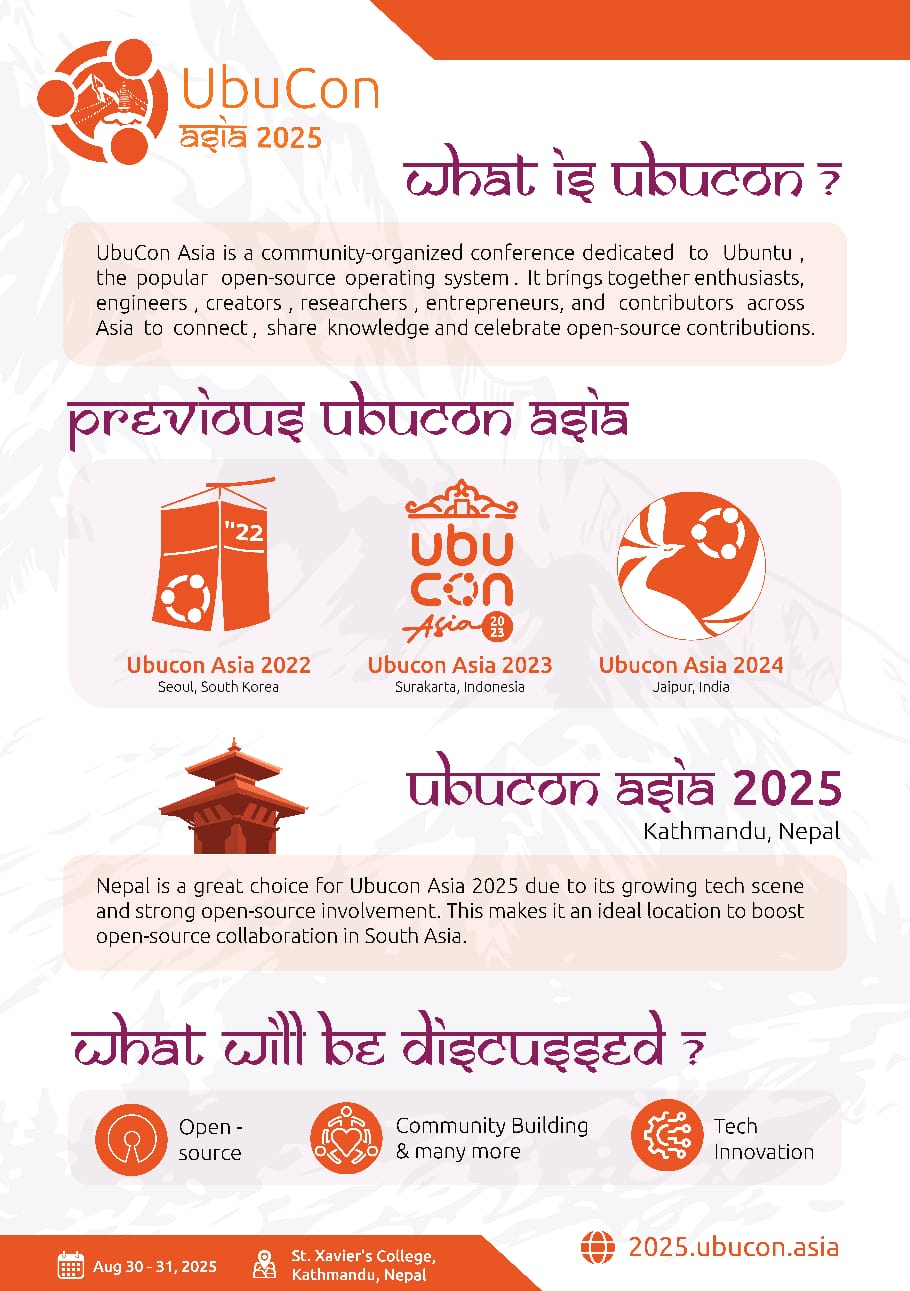 UbuCon
asia 2025
what is ubucon ?
UbuCon Asia is a community-organized conference dedicated to Ubuntu ,
the popular open-source operating system . It brings together enthusiasts,
engineers , creators , researchers , entrepreneurs, and contributors across
Asia to connect , share knowledge and celebrate open-source contributions.
previous ubucon asia
"22
ubu
con
Asia 20
23
Ubucon Asia 2022
Seoul, South Korea
Ubucon Asia 2023
Surakarta, Indonesia
Ubucon Asia 2024
Jaipur, India
ubucon asia 2025
Kathmandu, Nepal
Nepal is a great choice for Ubucon Asia 2025 due to its growing tech scene
and strong open-source involvement. This makes it an ideal location to boost
open-source collaboration in South Asia.
what will be discussed ?
Open -
source
Community Building
& many more
Tech
Innovation
Aug 30 - 31, 2025
St. Xavier's College,
Kathmandu, Nepal
2025.ubucon.asia